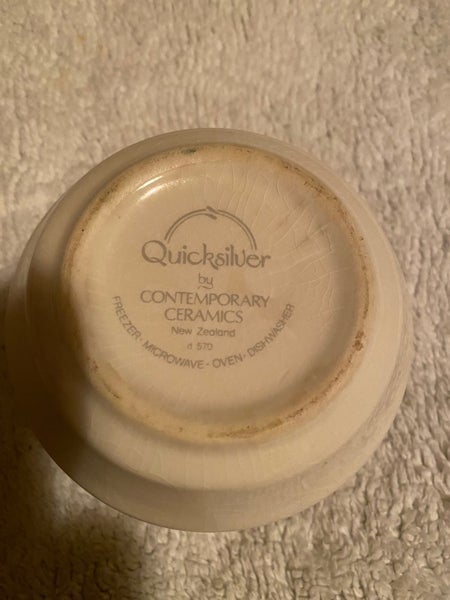 Quicksilver
by
CONTEMPORARY
CERAMICS
New Zealand
d 570
FREEZER · MICROWAVE · OVEN · DISHWASHER